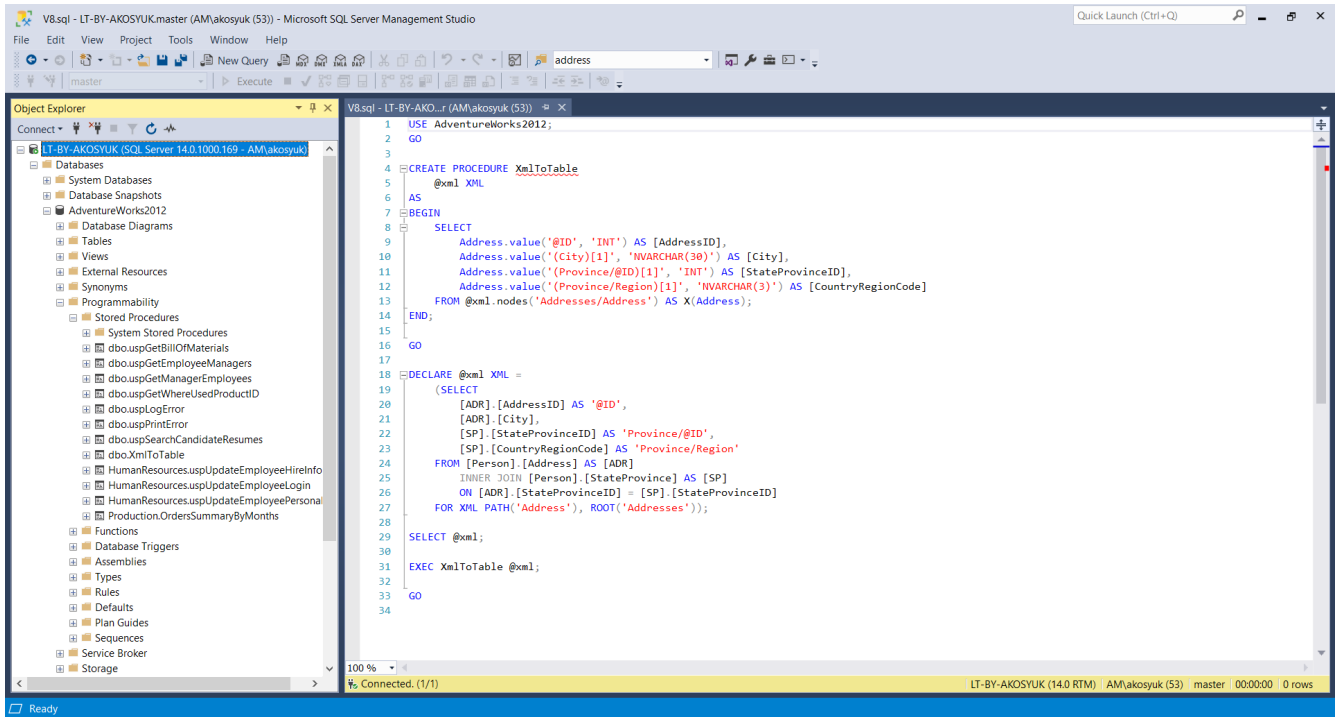 V8.sql - LT-BY-AKOSYUK.master (AM\akosyuk (53)) - Microsoft SQL Server Management Studio
Quick Launch (Ctrl+Q)
File Edit View Project Tools Window Help
New Query MDX DMX XMLA DAX address
master Execute
Object Explorer
Connect
LT-BY-AKOSYUK (SQL Server 14.0.1000.169 - AM\akosyuk)
Databases
System Databases
Database Snapshots
AdventureWorks2012
Database Diagrams
Tables
Views
External Resources
Synonyms
Programmability
Stored Procedures
System Stored Procedures
dbo.uspGetBillOfMaterials
dbo.uspGetEmployeeManagers
dbo.uspGetManagerEmployees
dbo.uspGetWhereUsedProductID
dbo.uspLogError
dbo.uspPrintError
dbo.uspSearchCandidateResumes
dbo.XmlToTable
HumanResources.uspUpdateEmployeeHireInfo
HumanResources.uspUpdateEmployeeLogin
HumanResources.uspUpdateEmployeePersonal
Production.OrdersSummaryByMonths
Functions
Database Triggers
Assemblies
Types
Rules
Defaults
Plan Guides
Sequences
Service Broker
Storage
V8.sql - LT-BY-AKO...r (AM\akosyuk (53))
1 USE AdventureWorks2012;
2 GO
3
4 CREATE PROCEDURE XmlToTable
5 @xml XML
6 AS
7 BEGIN
8 SELECT
9 Address.value('@ID', 'INT') AS [AddressID],
10 Address.value('(City)[1]', 'NVARCHAR(30)') AS [City],
11 Address.value('(Province/@ID)[1]', 'INT') AS [StateProvinceID],
12 Address.value('(Province/Region)[1]', 'NVARCHAR(3)') AS [CountryRegionCode]
13 FROM @xml.nodes('Addresses/Address') AS X(Address);
14 END;
15
16 GO
17
18 DECLARE @xml XML =
19 (SELECT
20 [ADR].[AddressID] AS '@ID',
21 [ADR].[City],
22 [SP].[StateProvinceID] AS 'Province/@ID',
23 [SP].[CountryRegionCode] AS 'Province/Region'
24 FROM [Person].[Address] AS [ADR]
25 INNER JOIN [Person].[StateProvince] AS [SP]
26 ON [ADR].[StateProvinceID] = [SP].[StateProvinceID]
27 FOR XML PATH('Address'), ROOT('Addresses'));
28
29 SELECT @xml;
30
31 EXEC XmlToTable @xml;
32
33 GO
34
100 %
Connected. (1/1)
LT-BY-AKOSYUK (14.0 RTM) AM\akosyuk (53) master 00:00:00 0 rows
Ready